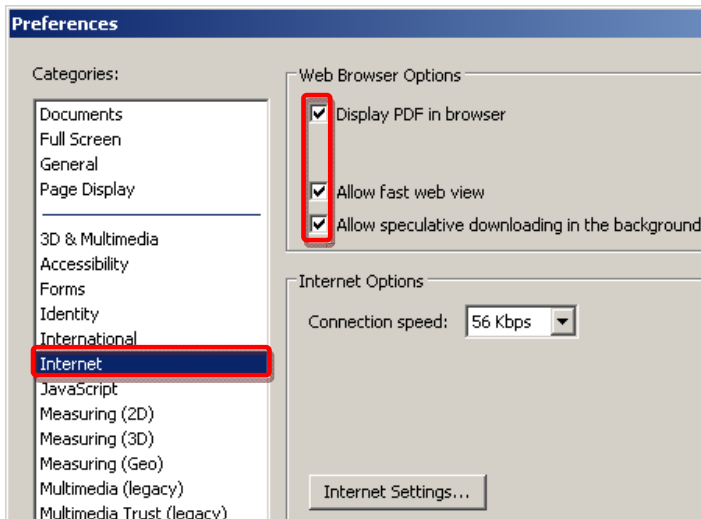 Preferences
Categories:
Documents
Full Screen
General
Page Display
3D & Multimedia
Accessibility
Forms
Identity
International
Internet
JavaScript
Measuring (2D)
Measuring (3D)
Measuring (Geo)
Multimedia (legacy)
Multimedia Trust (legacy)
Web Browser Options
Display PDF in browser
Allow fast web view
Allow speculative downloading in the background
Internet Options
Connection speed: 56 Kbps
Internet Settings...